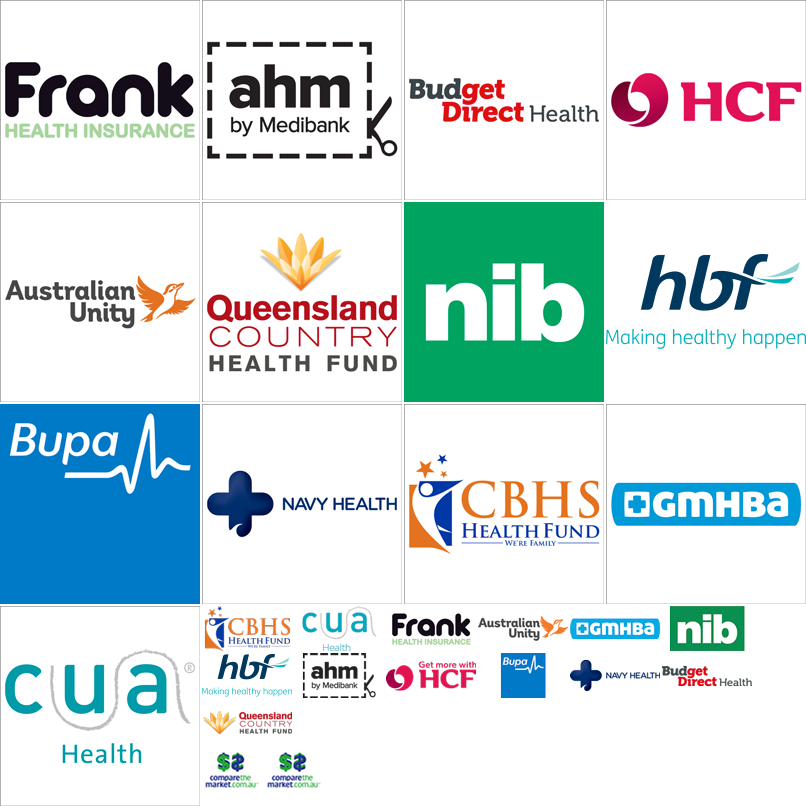 Frank
HEALTH INSURANCE
ahm
by Medibank
Budget
Direct Health
HCF
Australian
Unity
Queensland
COUNTRY
HEALTH FUND
nib
hbf
Making healthy happen
Bupa
NAVY HEALTH
CBHS
HEALTH FUND
WE'RE FAMILY
GMHBa
cua®
Health
CBHS
HEALTH FUND
WE'RE FAMILY
cua
Health
Frank
HEALTH INSURANCE
Australian
Unity
GMHBa
nib
hbf
Making healthy happen
ahm
by Medibank
Get more with
HCF
Bupa
NAVY HEALTH
Budget
Direct Health
Queensland
COUNTRY
HEALTH FUND
comparethe
market.com.au
comparethe
market.com.au